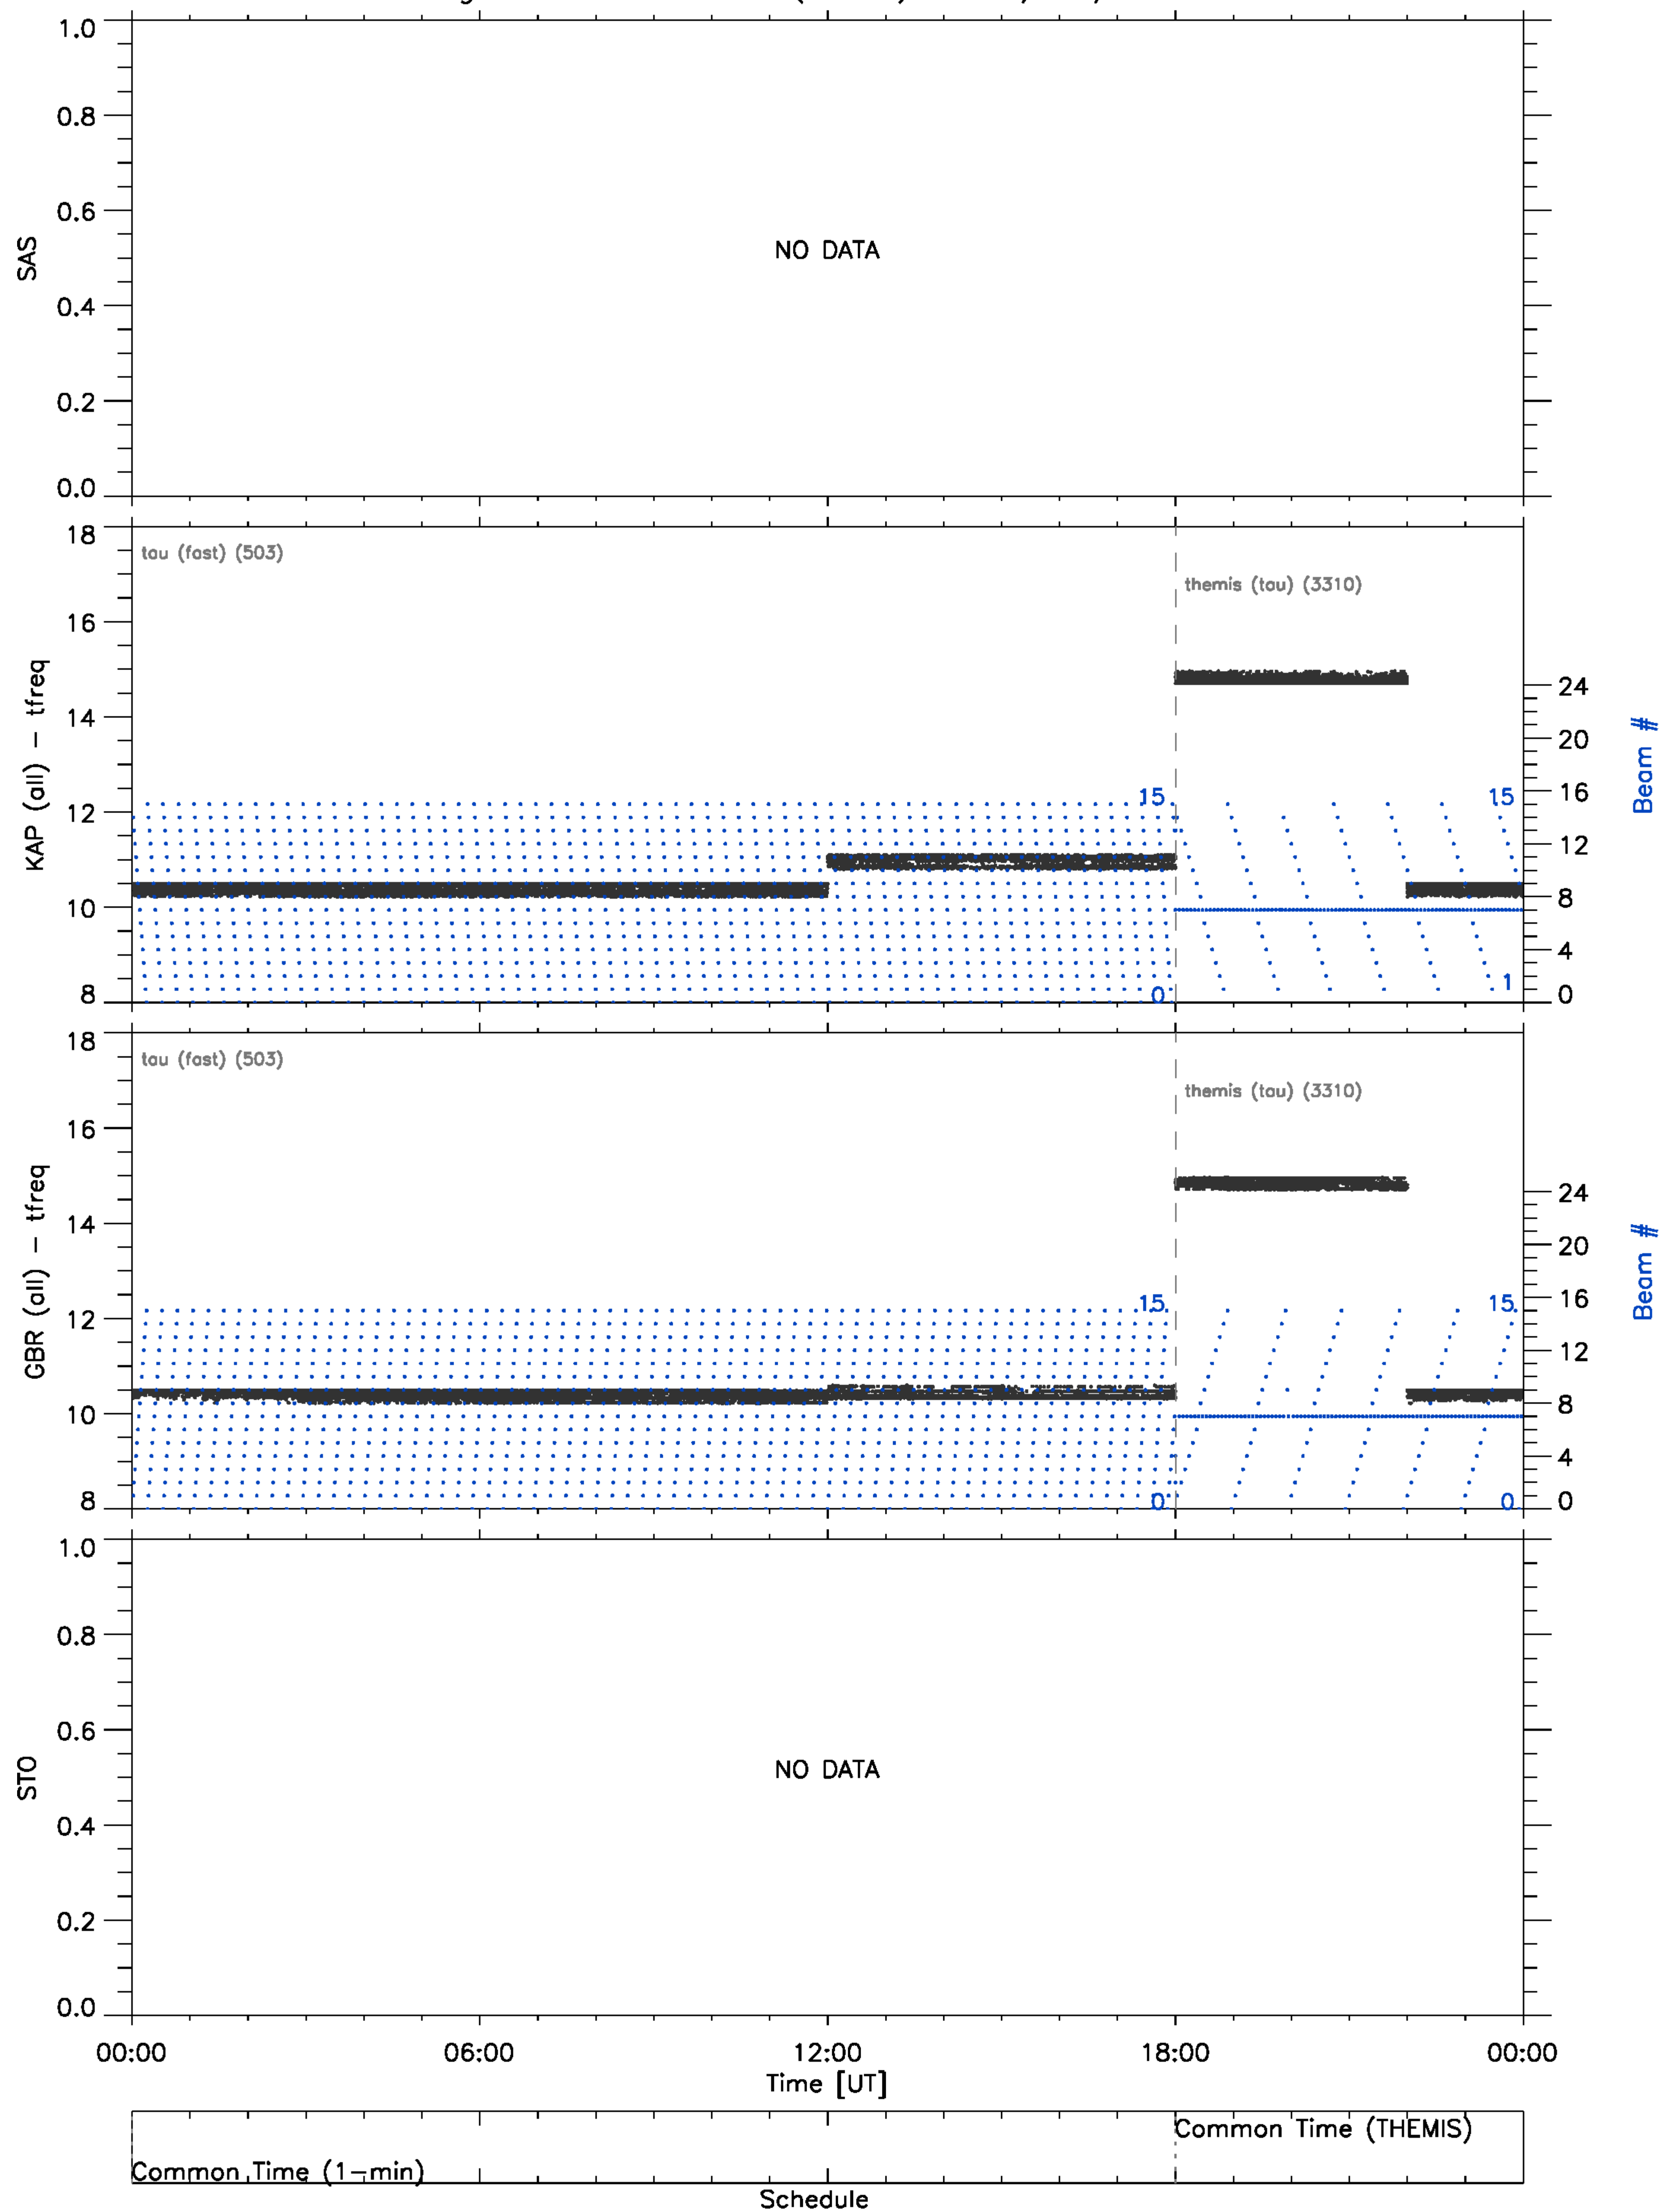 1.0
0.8
0.6
0.4
0.2
0.0
SAS
NO DATA
18
16
14
12
10
8
KAP (all) − tfreq
tau (fast) (503)
themis (tau) (3310)
15
0
15
1
24
20
16
12
8
4
0
Beam #
18
16
14
12
10
8
GBR (all) − tfreq
tau (fast) (503)
themis (tau) (3310)
15
0
15
0
24
20
16
12
8
4
0
Beam #
1.0
0.8
0.6
0.4
0.2
0.0
STO
NO DATA
00:00 06:00 12:00 18:00 00:00
Time [UT]
Common Time (THEMIS)
Common Time (1−min)
Schedule